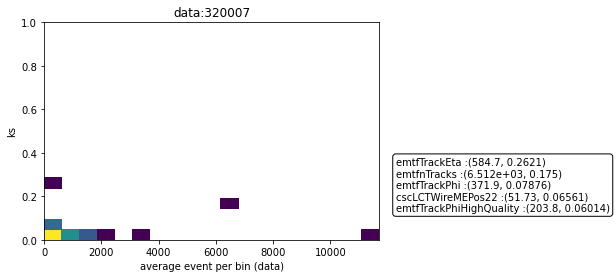 data:320007
1.0
0.8
0.6
0.4
0.2
0.0
ks
0 2000 4000 6000 8000 10000
average event per bin (data)
emtfTrackEta :(584.7, 0.2621)
emtfnTracks :(6.512e+03, 0.175)
emtfTrackPhi :(371.9, 0.07876)
cscLCTWireMEPos22 :(51.73, 0.06561)
emtfTrackPhiHighQuality :(203.8, 0.06014)